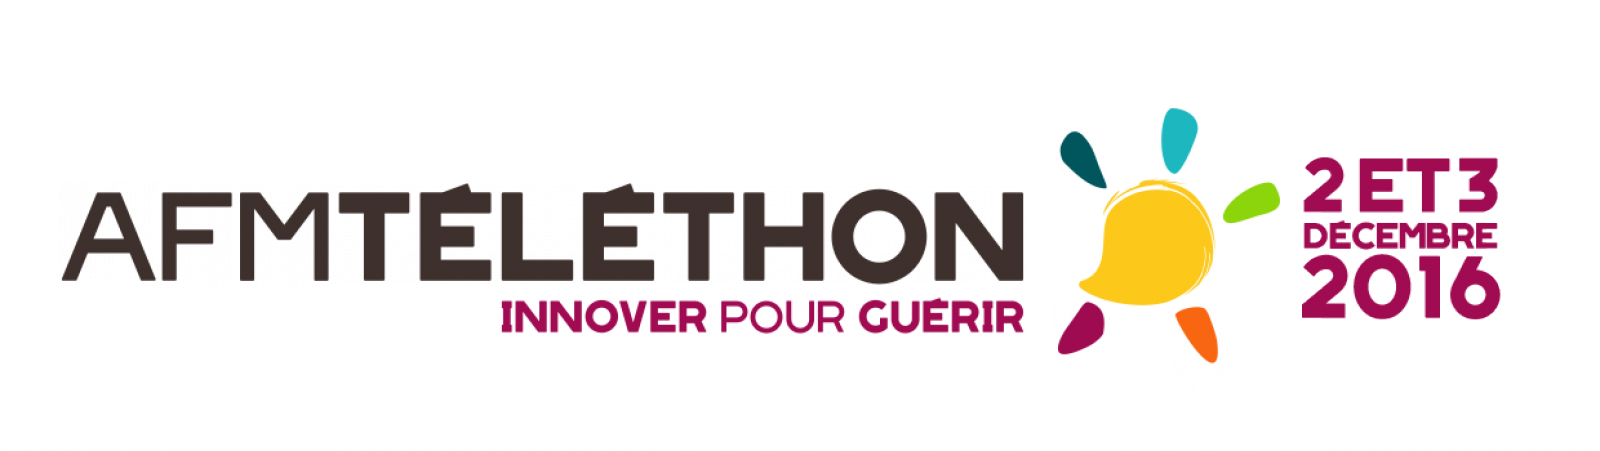 AFMTÉLÉTHON
INNOVER POUR GUÉRIR
2 ET 3
DÉCEMBRE
2016